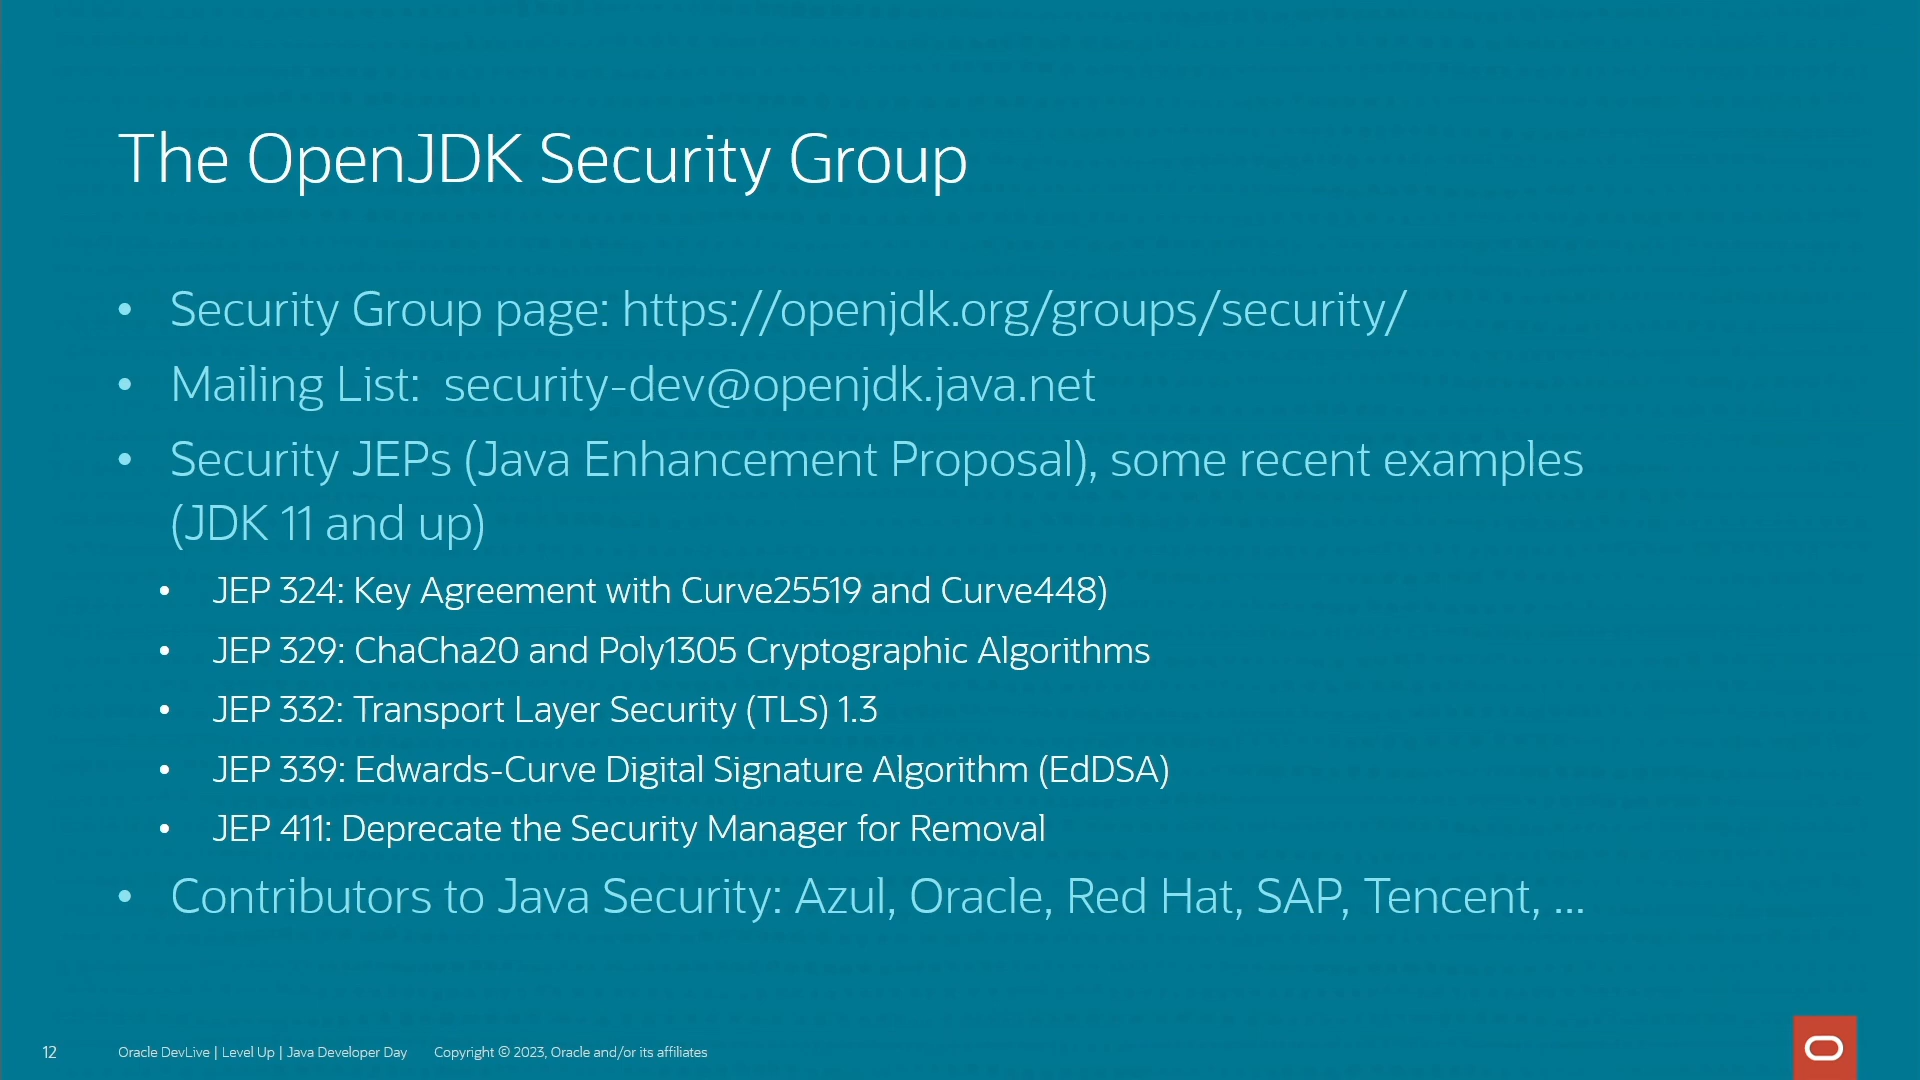 The OpenJDK Security Group
• Security Group page: https://openjdk.org/groups/security/
• Mailing List:  security-dev@openjdk.java.net
• Security JEPs (Java Enhancement Proposal), some recent examples
(JDK 11 and up)
• JEP 324: Key Agreement with Curve25519 and Curve448)
• JEP 329: ChaCha20 and Poly1305 Cryptographic Algorithms
• JEP 332: Transport Layer Security (TLS) 1.3
• JEP 339: Edwards-Curve Digital Signature Algorithm (EdDSA)
• JEP 411: Deprecate the Security Manager for Removal
• Contributors to Java Security: Azul, Oracle, Red Hat, SAP, Tencent, ...
12 Oracle DevLive | Level Up | Java Developer Day Copyright © 2023, Oracle and/or its affiliates